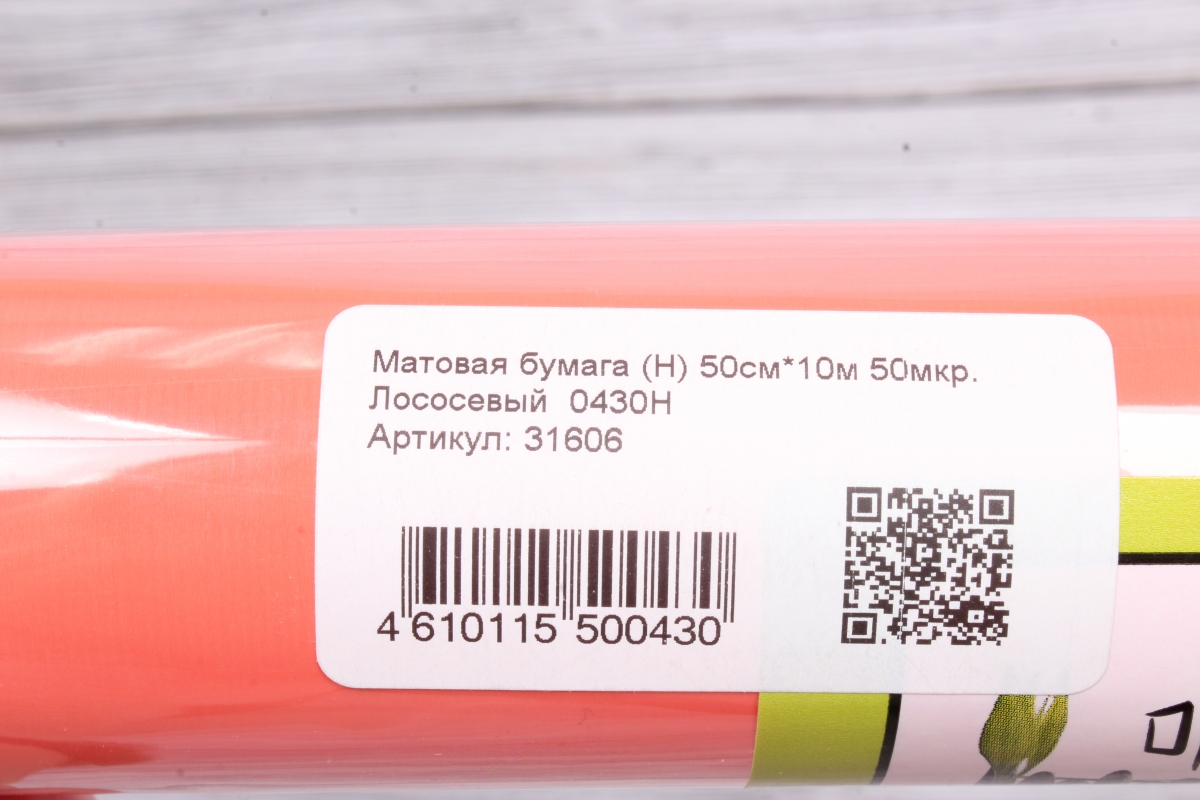 Матовая бумага (Н) 50см*10м 50мкр.
Лососевый  0430Н
Артикул: 31606
4 610115 500430